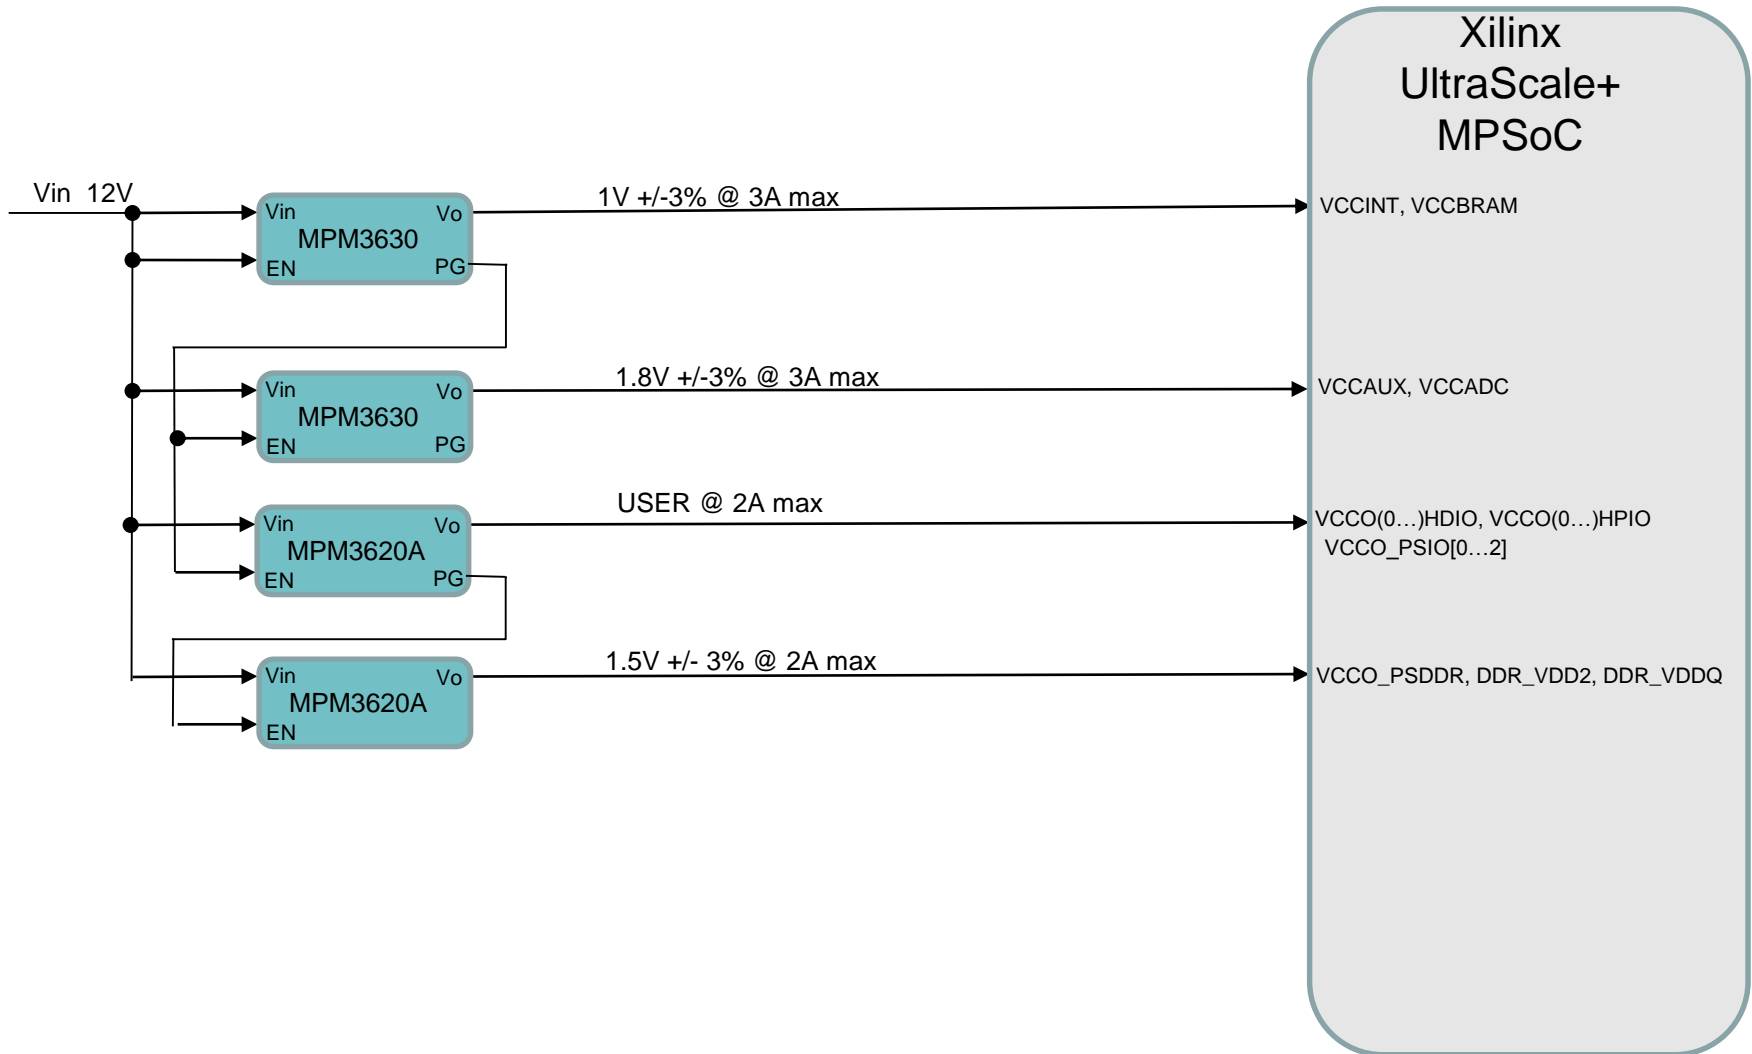 Xilinx
UltraScale+
MPSoC
Vin 12V
Vin
Vo
MPM3630
EN
PG
1V +/-3% @ 3A max
VCCINT, VCCBRAM
Vin
Vo
MPM3630
EN
PG
1.8V +/-3% @ 3A max
VCCAUX, VCCADC
Vin
Vo
MPM3620A
EN
PG
USER @ 2A max
VCCO(0…)HDIO, VCCO(0…)HPIO
VCCO_PSIO[0…2]
Vin
Vo
MPM3620A
EN
1.5V +/- 3% @ 2A max
VCCO_PSDDR, DDR_VDD2, DDR_VDDQ